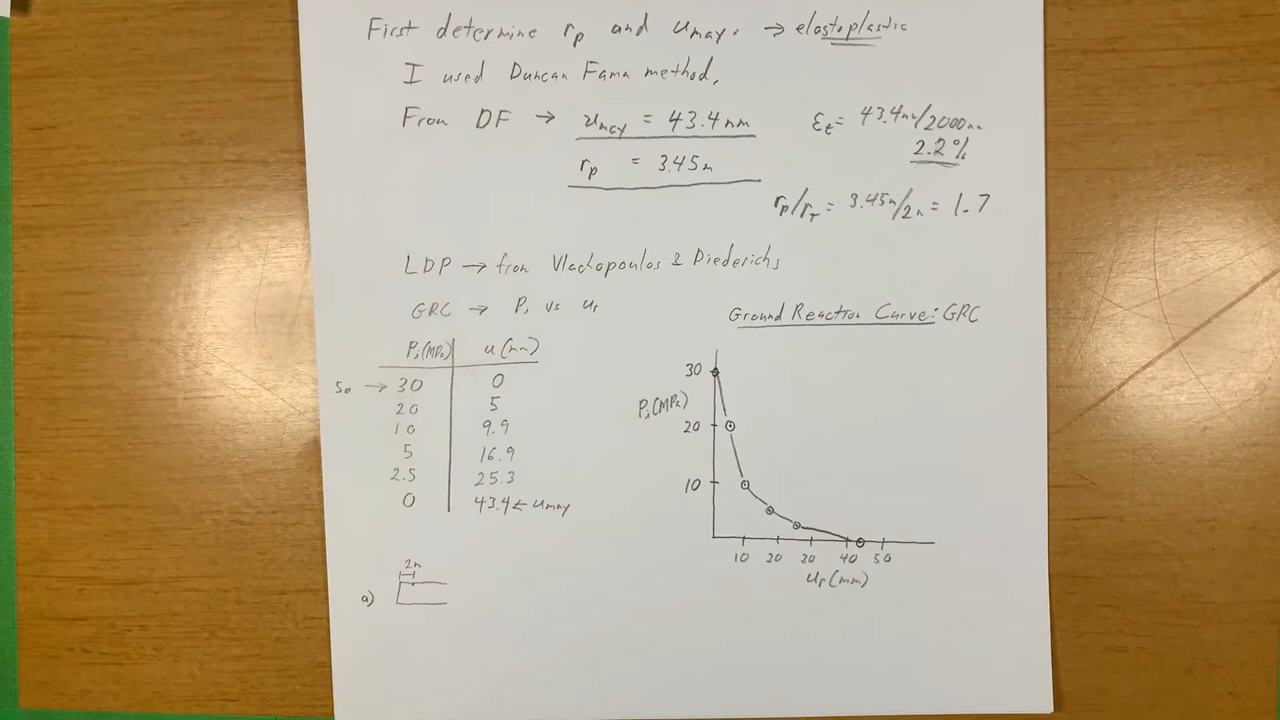 First determine rp and umax. → elastoplastic
I used Duncan Fama method,
From DF → umax = 43.4mm
rp = 3.45m
εt = 43.4mm/2000mm
2.2%
rp/rT = 3.45m/2m = 1.7
LDP → from Vlachopoulos & Diederichs
GRC → Pi vs ur
Ground Reaction Curve: GRC
Pi(MPa) u(mm)
So → 30 0
20 5
10 9.9
5 16.9
2.5 25.3
0 43.4 ← umax
30
Pi(MPa)
20
10
10 20 30 40 50
ur(mm)
2m
a)